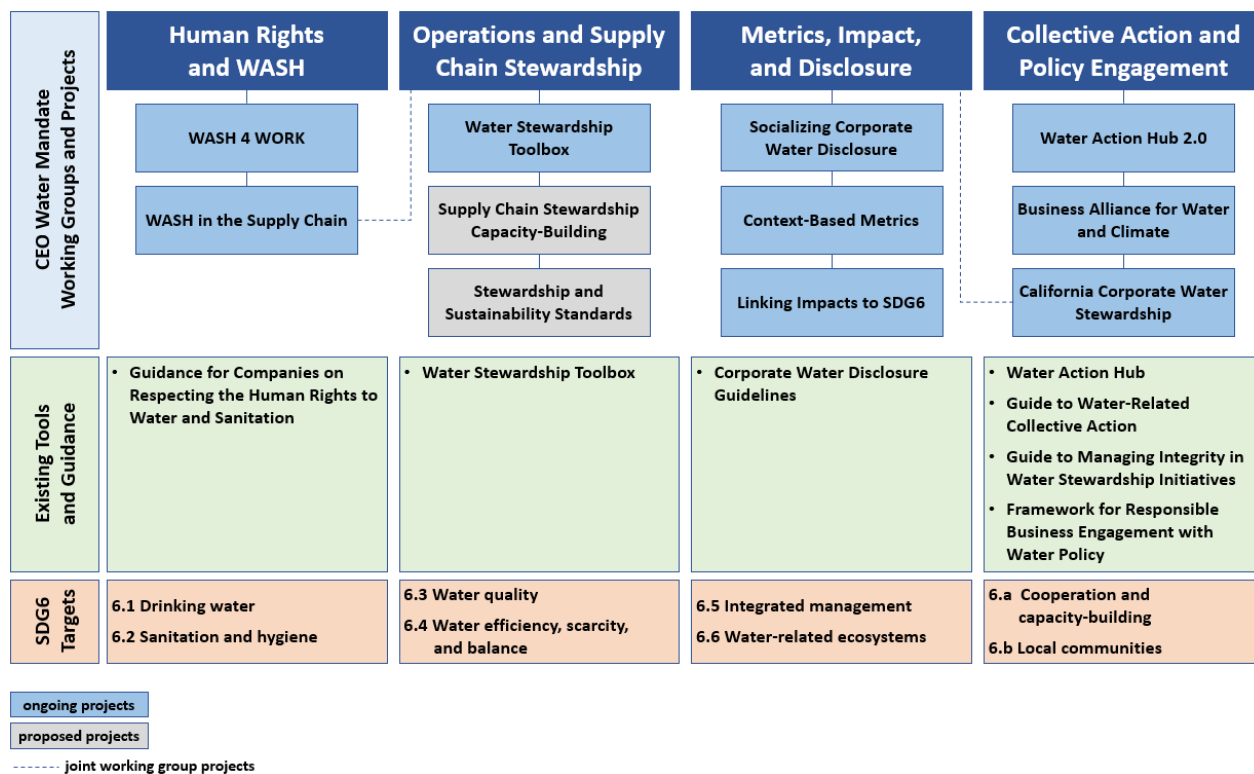 CEO Water Mandate
Working Groups and Projects
Human Rights
and WASH
WASH 4 WORK
WASH in the Supply Chain
Operations and Supply
Chain Stewardship
Water Stewardship
Toolbox
Supply Chain Stewardship
Capacity-Building
Stewardship and
Sustainability Standards
Metrics, Impact,
and Disclosure
Socializing Corporate
Water Disclosure
Context-Based Metrics
Linking Impacts to SDG6
Collective Action and
Policy Engagement
Water Action Hub 2.0
Business Alliance for Water
and Climate
California Corporate Water
Stewardship
Existing Tools
and Guidance
• Guidance for Companies on
Respecting the Human Rights to
Water and Sanitation
• Water Stewardship Toolbox
• Corporate Water Disclosure
Guidelines
• Water Action Hub
• Guide to Water-Related
Collective Action
• Guide to Managing Integrity in
Water Stewardship Initiatives
• Framework for Responsible
Business Engagement with
Water Policy
SDG6
Targets
6.1 Drinking water
6.2 Sanitation and hygiene
6.3 Water quality
6.4 Water efficiency, scarcity,
and balance
6.5 Integrated management
6.6 Water-related ecosystems
6.a Cooperation and
capacity-building
6.b Local communities
ongoing projects
proposed projects
joint working group projects